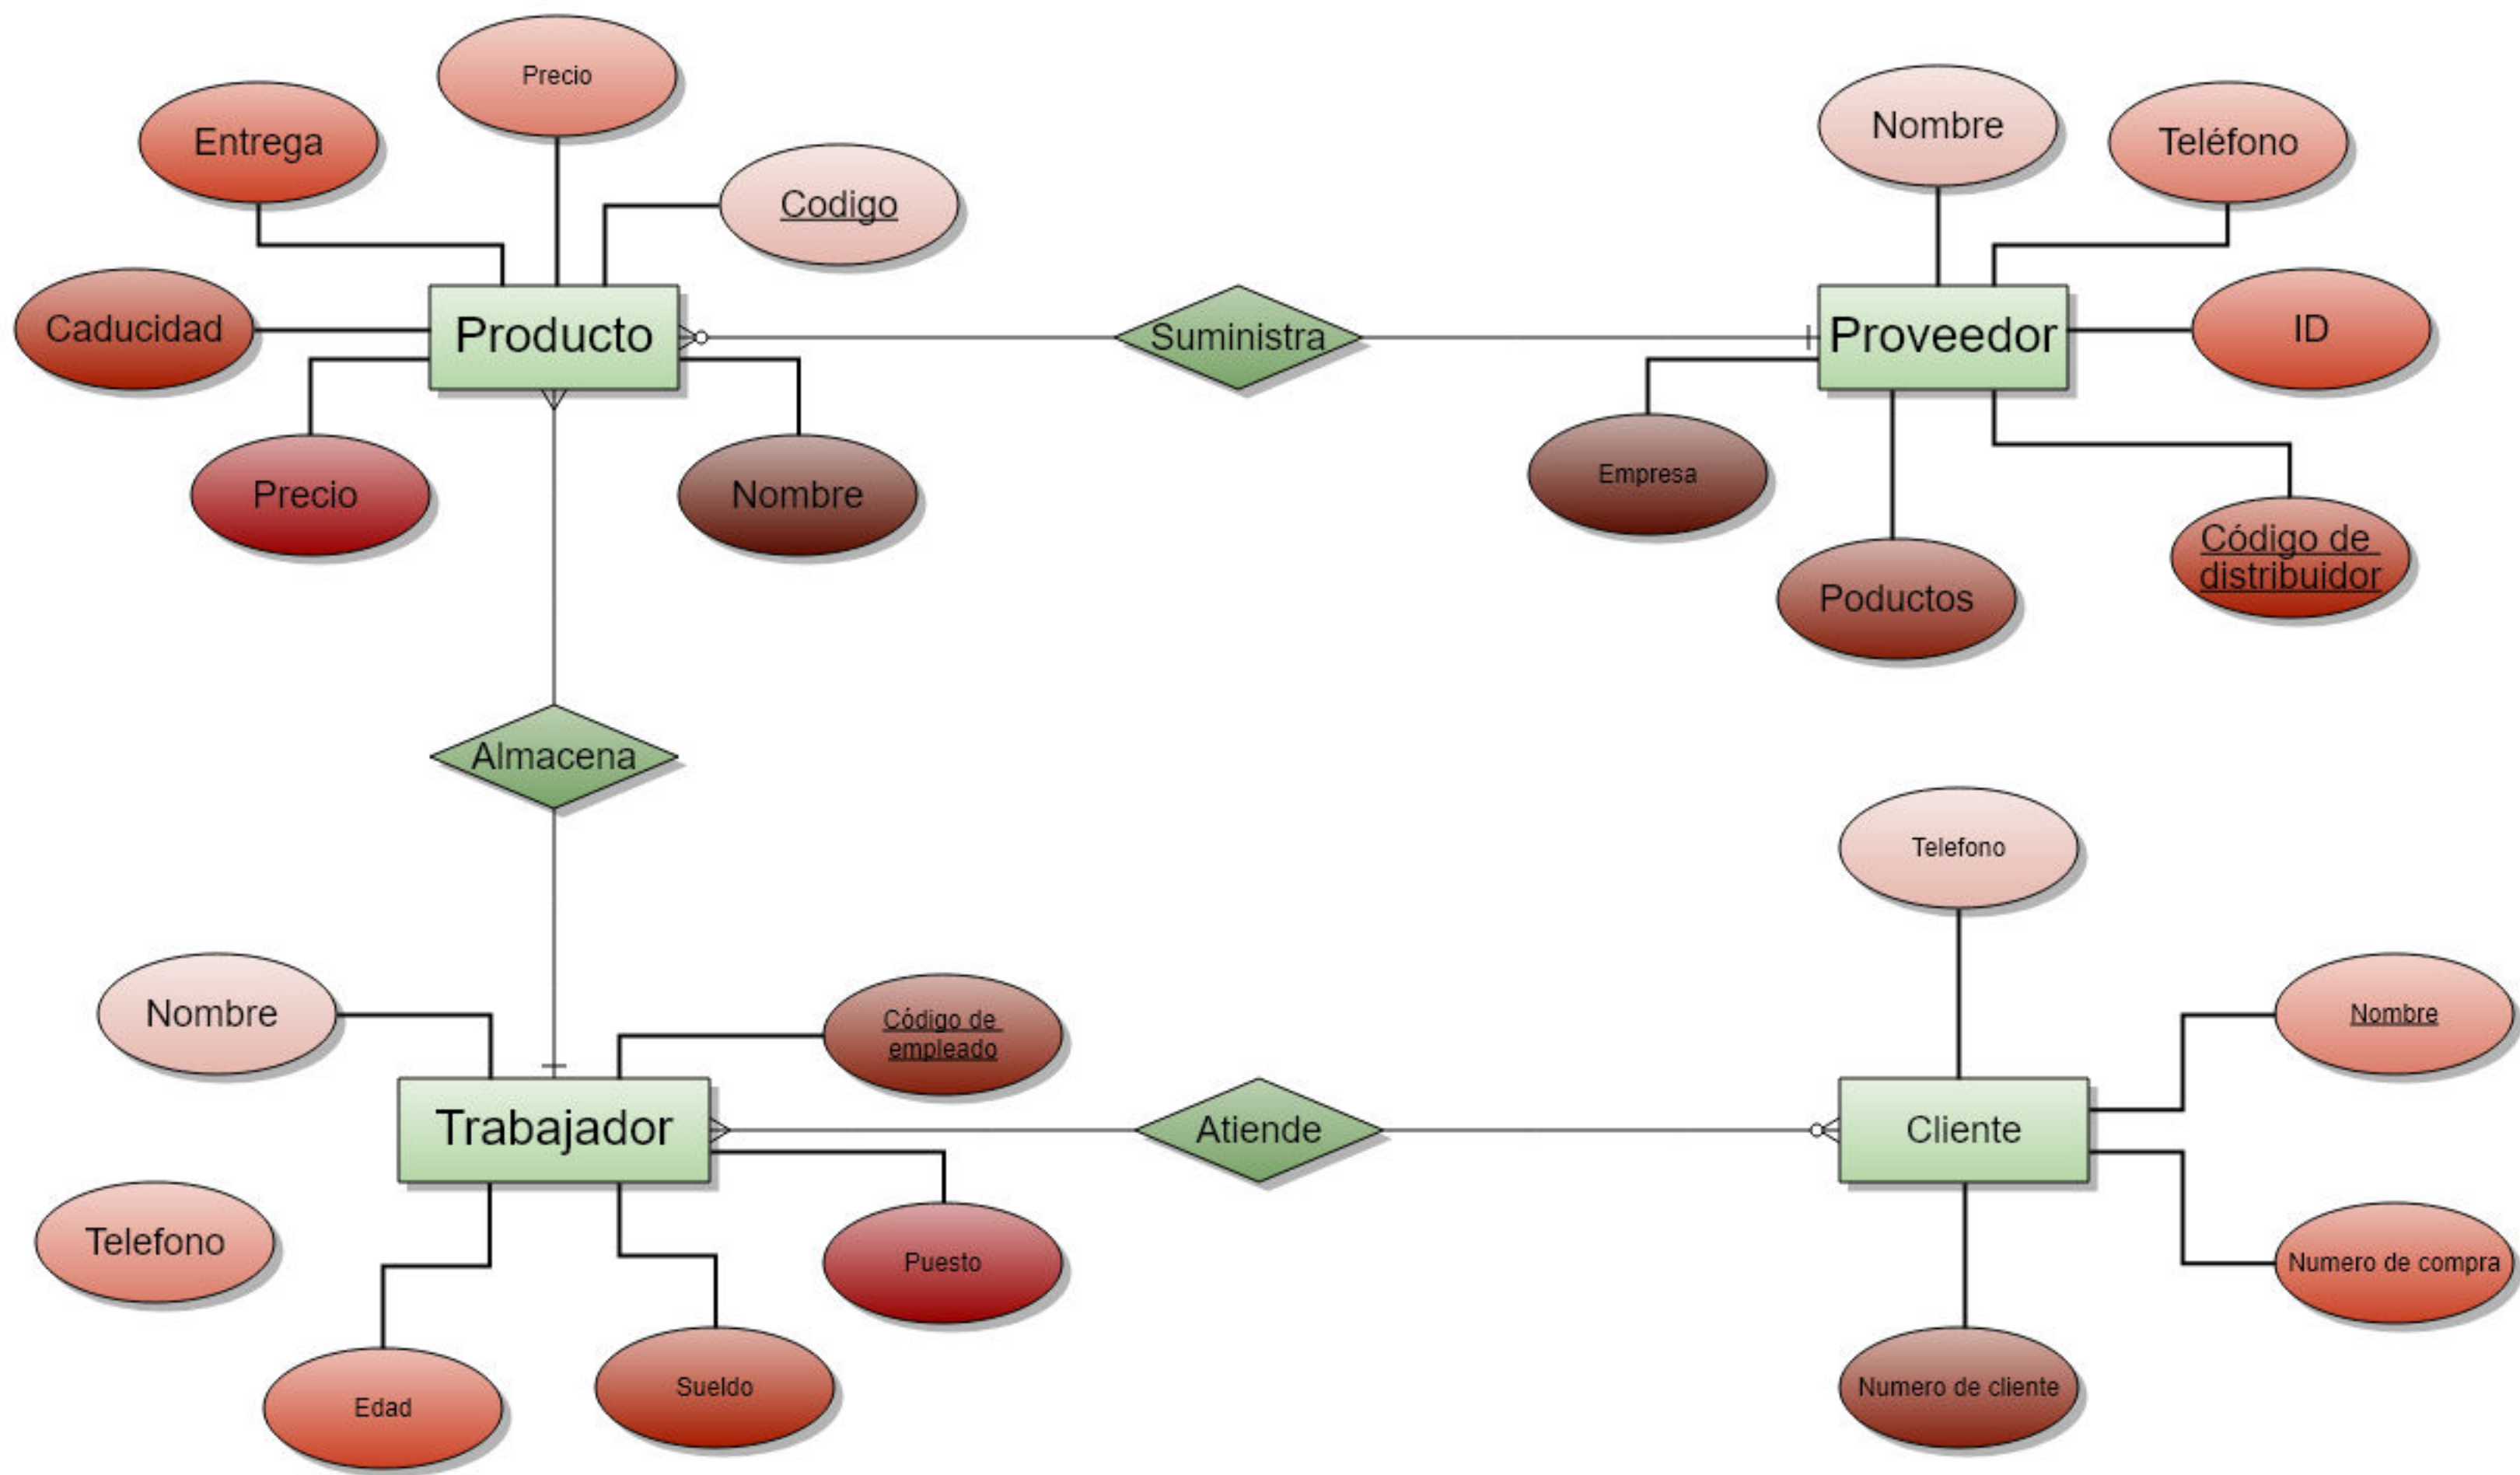 Precio
Entrega
Codigo
Caducidad
Producto
Precio
Nombre
Suministra
Nombre
Teléfono
Proveedor
ID
Empresa
Poductos
Código de
distribuidor
Almacena
Nombre
Código de
empleado
Trabajador
Telefono
Edad
Sueldo
Puesto
Atiende
Telefono
Nombre
Cliente
Numero de compra
Numero de cliente